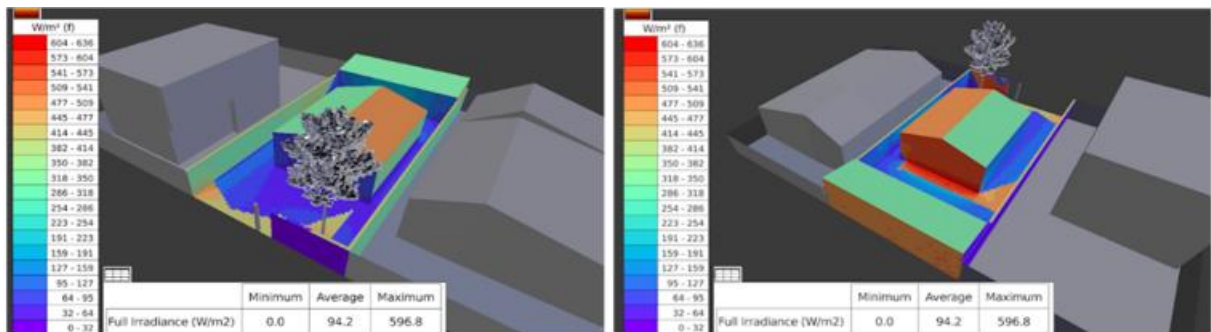 W/m² (f)
604 - 636
573 - 604
541 - 573
509 - 541
477 - 509
445 - 477
414 - 445
382 - 414
350 - 382
318 - 350
286 - 318
254 - 286
223 - 254
191 - 223
159 - 191
127 - 159
95 - 127
64 - 95
32 - 64
0 - 32
Minimum Average Maximum
Full Irradiance (W/m2) 0.0 94.2 596.8
W/m² (f)
604 - 636
573 - 604
541 - 573
509 - 541
477 - 509
445 - 477
414 - 445
382 - 414
350 - 382
318 - 350
286 - 318
254 - 286
223 - 254
191 - 223
159 - 191
127 - 159
95 - 127
64 - 95
32 - 64
0 - 32
Minimum Average Maximum
Full Irradiance (W/m2) 0.0 94.2 596.8